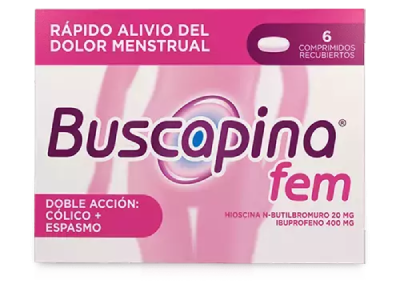 RÁPIDO ALIVIO DEL
DOLOR MENSTRUAL
6
COMPRIMIDOS
RECUBIERTOS
Buscapina®
fem
DOBLE ACCIÓN:
CÓLICO +
ESPASMO
HIOSCINA N-BUTILBROMURO 20 MG
IBUPROFENO 400 MG